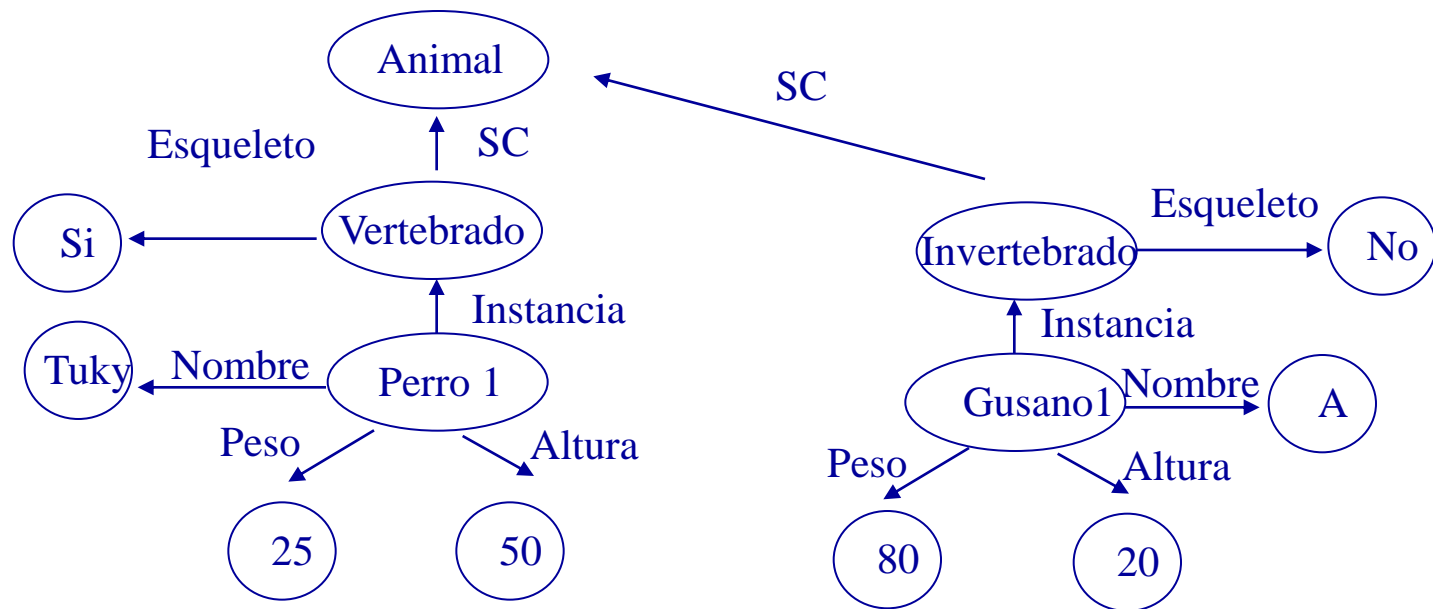 Animal
SC
Esqueleto
SC
Si
Vertebrado
Esqueleto
Invertebrado
No
Instancia
Instancia
Tuky
Nombre
Perro 1
Gusano1
Nombre
A
Peso
Altura
Peso
Altura
25
50
80
20